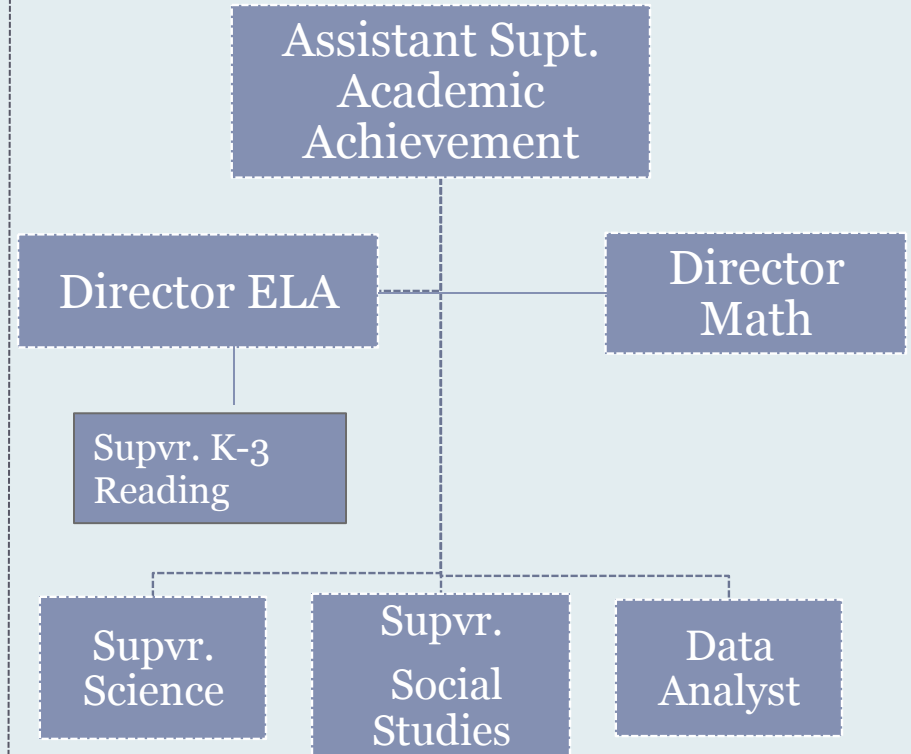 Assistant Supt.
Academic
Achievement
Director ELA
Director
Math
Supvr. K-3
Reading
Supvr.
Science
Supvr.
Social
Studies
Data
Analyst